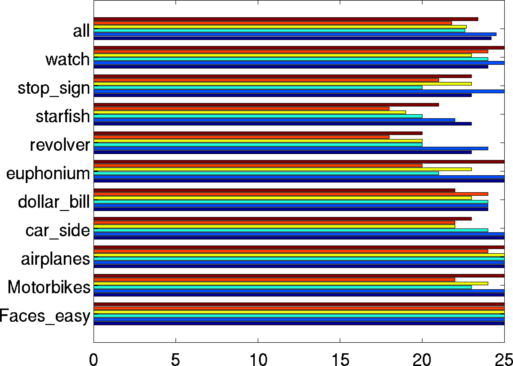 all
watch
stop_sign
starfish
revolver
euphonium
dollar_bill
car_side
airplanes
Motorbikes
Faces_easy
0 5 10 15 20 25